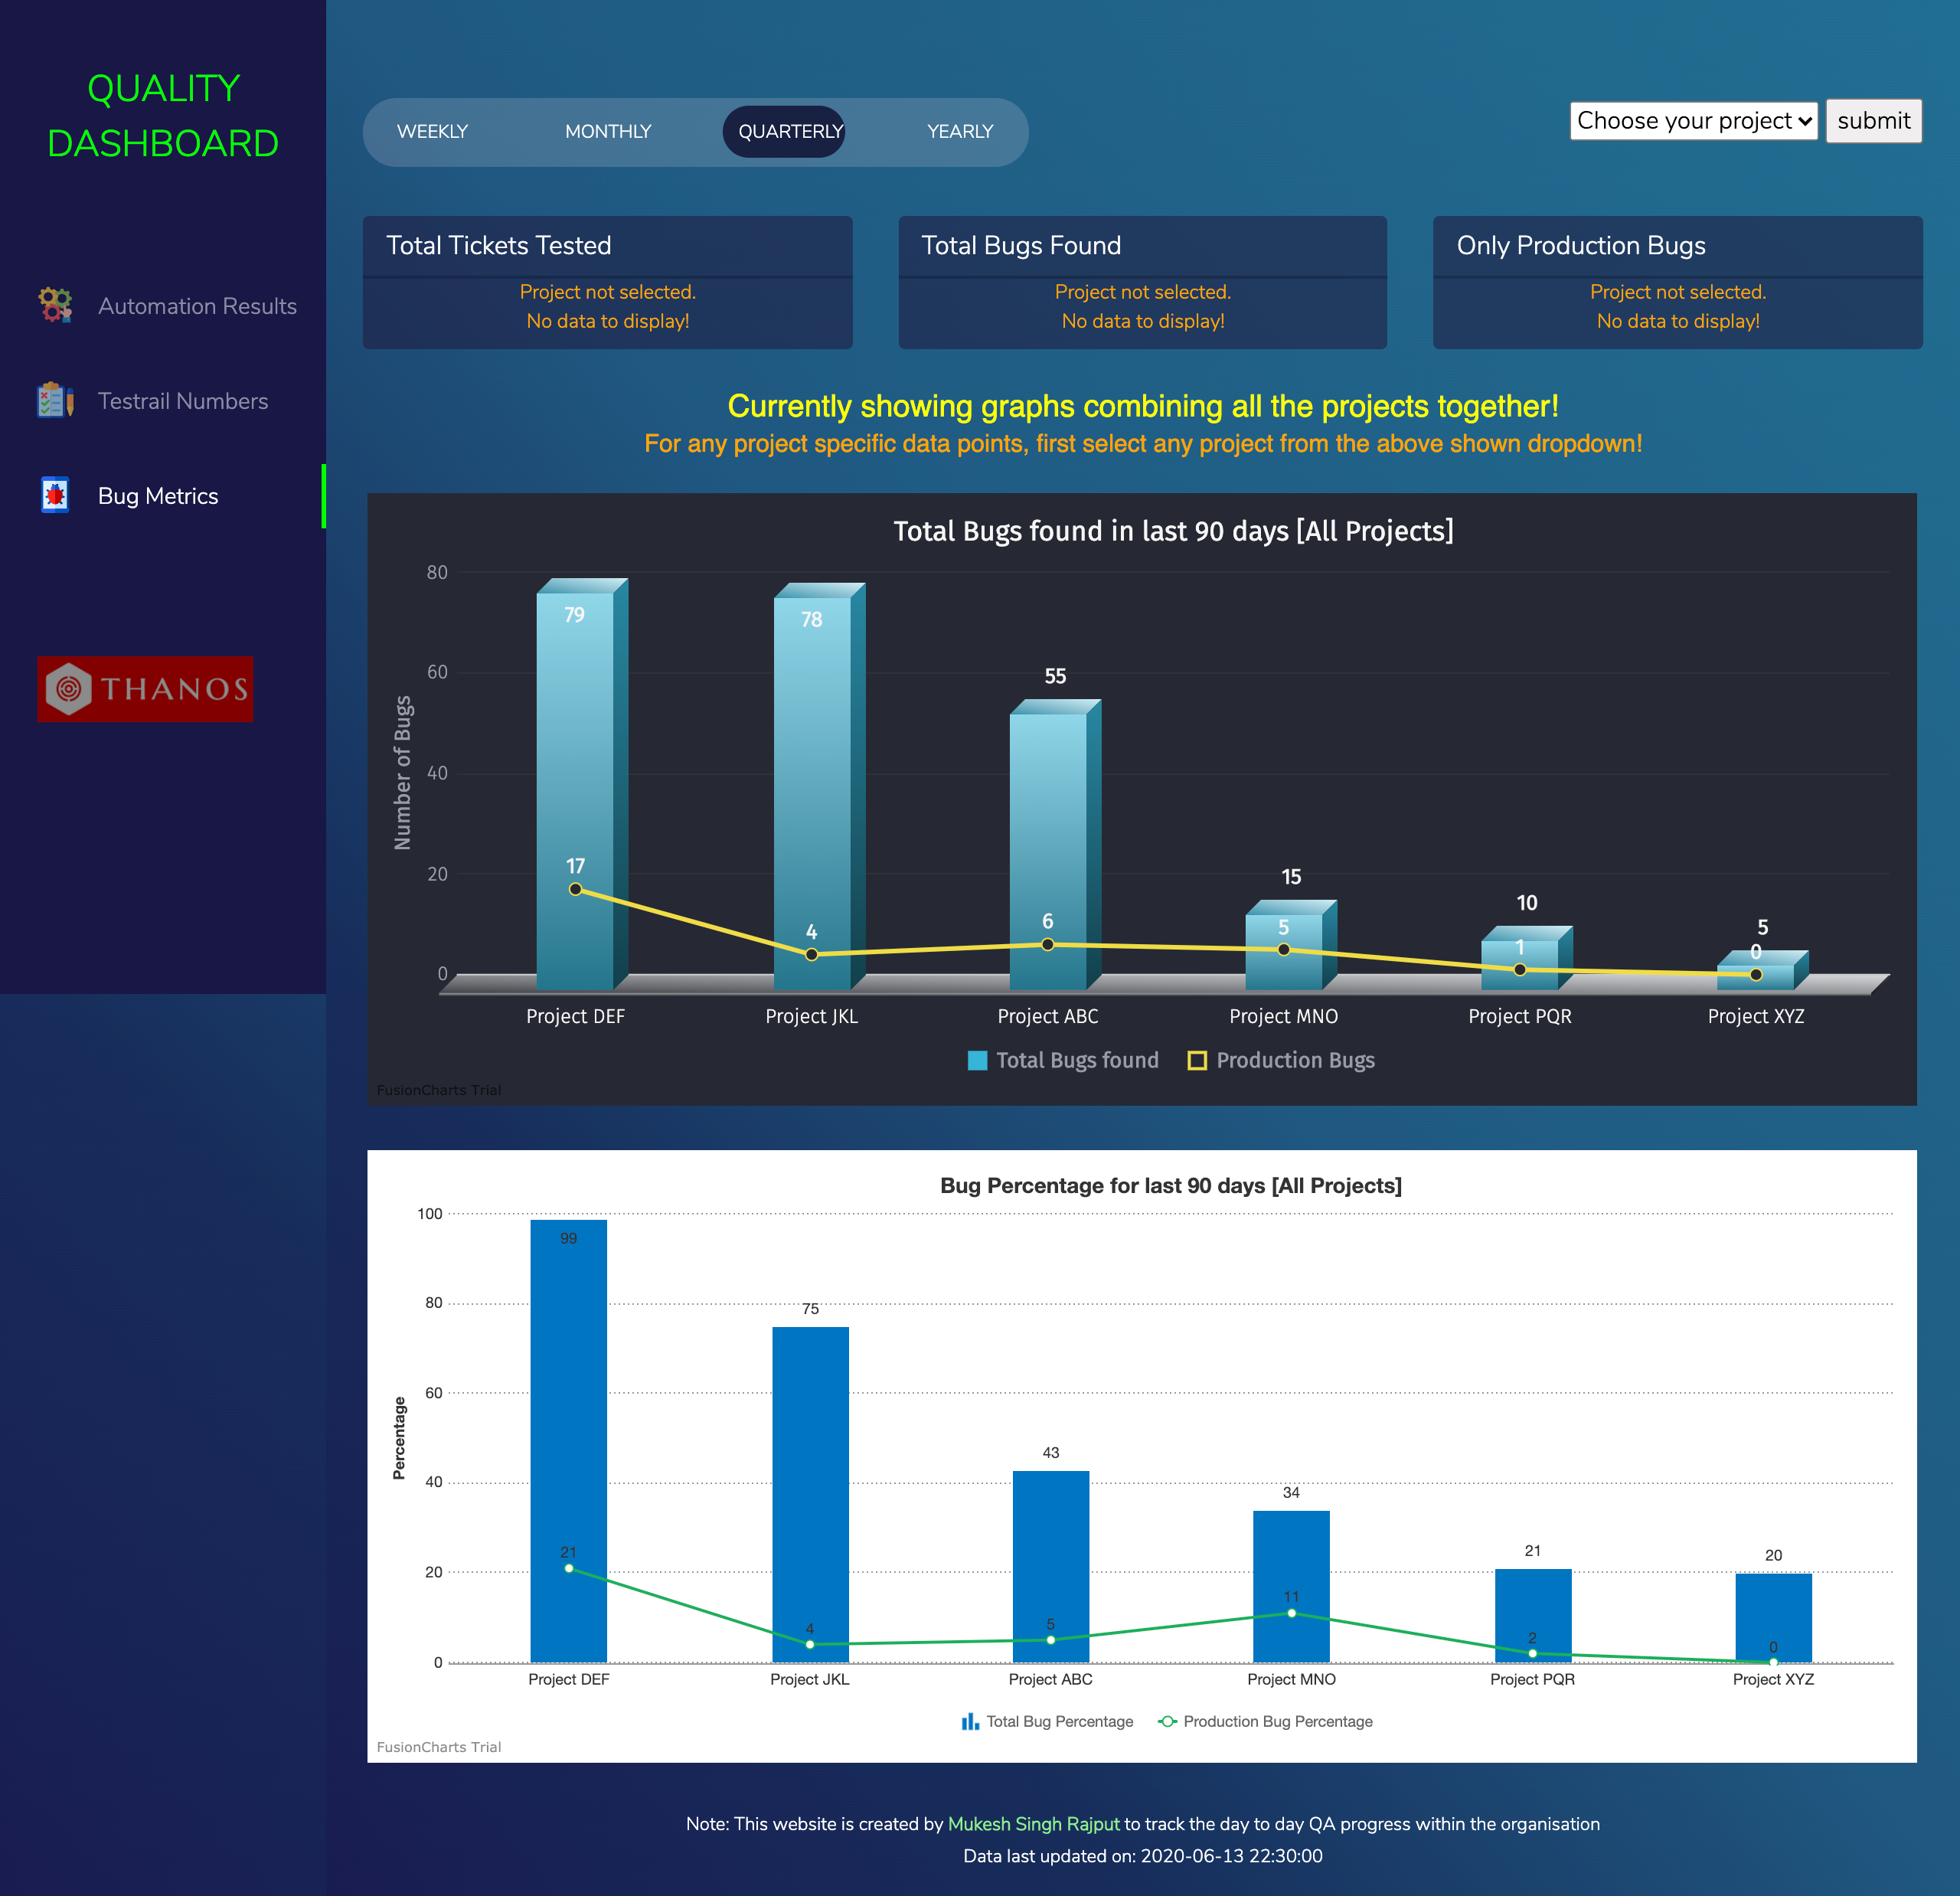 QUALITY
DASHBOARD
Automation Results
Testrail Numbers
Bug Metrics
THANOS
WEEKLY MONTHLY QUARTERLY YEARLY
Choose your project submit
Total Tickets Tested
Project not selected.
No data to display!
Total Bugs Found
Project not selected.
No data to display!
Only Production Bugs
Project not selected.
No data to display!
Currently showing graphs combining all the projects together!
For any project specific data points, first select any project from the above shown dropdown!
Total Bugs found in last 90 days [All Projects]
Number of Bugs
80
60
40
20
0
79 78 55 15 10 5
17 4 6 5 1 0
Project DEF Project JKL Project ABC Project MNO Project PQR Project XYZ
Total Bugs found Production Bugs
FusionCharts Trial
Bug Percentage for last 90 days [All Projects]
Percentage
100
80
60
40
20
0
99 75 43 34 21 20
21 4 5 11 2 0
Project DEF Project JKL Project ABC Project MNO Project PQR Project XYZ
Total Bug Percentage Production Bug Percentage
FusionCharts Trial
Note: This website is created by Mukesh Singh Rajput to track the day to day QA progress within the organisation
Data last updated on: 2020-06-13 22:30:00